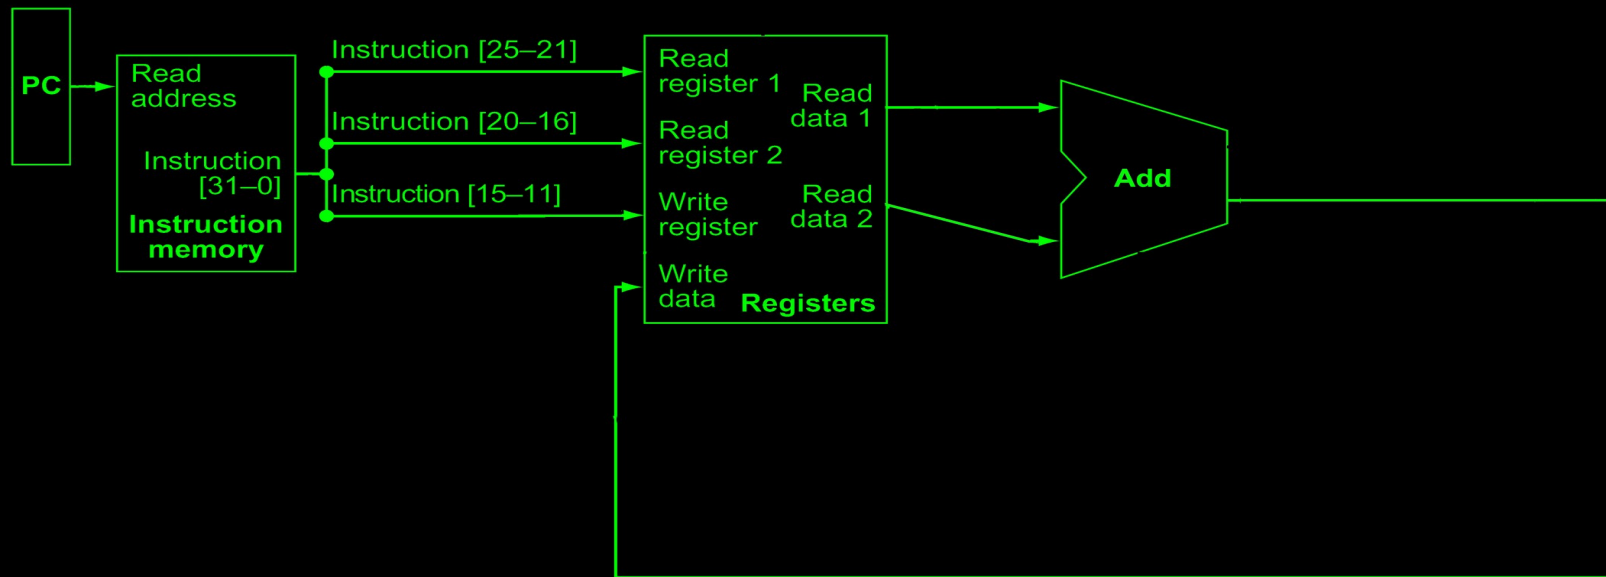 PC
Read
address
Instruction
[31–0]
Instruction
memory
Instruction [25–21]
Instruction [20–16]
Instruction [15–11]
Read
register 1
Read
register 2
Write
register
Write
data
Read
data 1
Read
data 2
Registers
Add